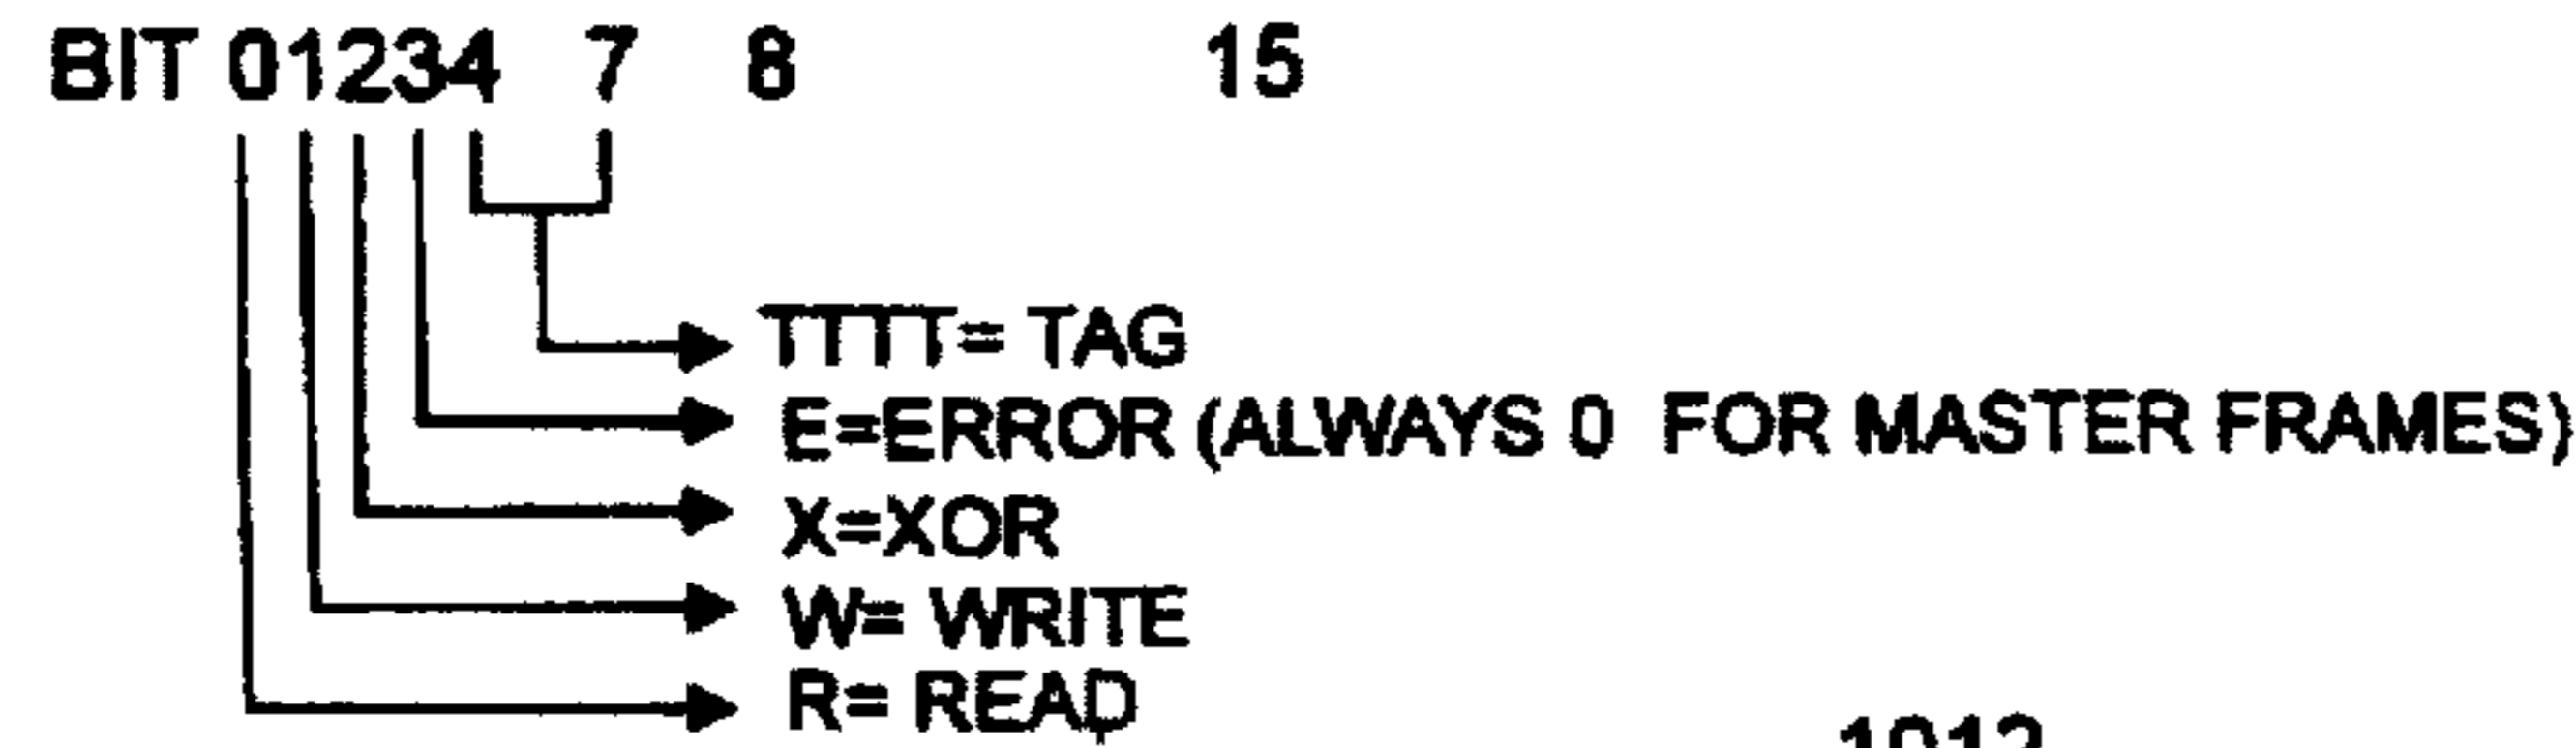 BIT 01234 7 8 15
TTTT= TAG
E=ERROR (ALWAYS 0 FOR MASTER FRAMES)
X=XOR
W= WRITE
R= READ